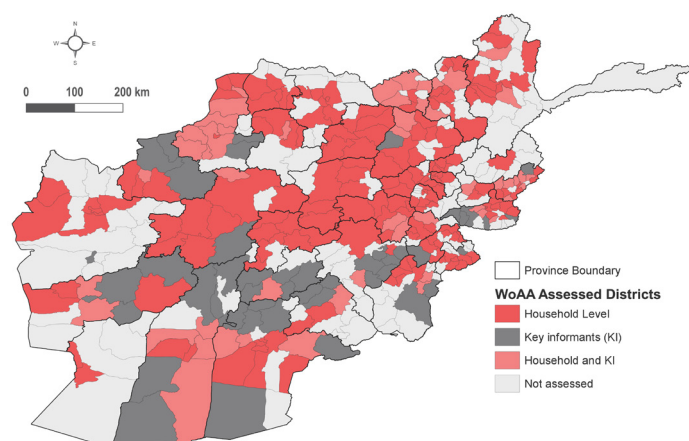 N
W E
S
0 100 200 km
Province Boundary
WoAA Assessed Districts
Household Level
Key informants (KI)
Household and KI
Not assessed